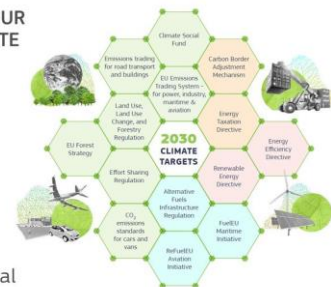 OUR
TE
Climate Social
Fund
Emissions trading
for road transport
and buildings
Carbon Border
Adjustment
Mechanism
EU Emissions
Trading System -
for power, industry,
maritime &
aviation
Land Use,
Land Use
Change, and
Forestry
Regulation
Energy
Taxation
Directive
2030
CLIMATE
TARGETS
EU Forest
Strategy
Energy
Efficiency
Directive
Effort Sharing
Regulation
Renewable
Energy
Directive
Alternative
Fuels
Infrastructure
Regulation
CO2
emissions
standards
for cars and
vans
FuelEU
Maritime
Initiative
ReFuelEU
Aviation
Initiative
al